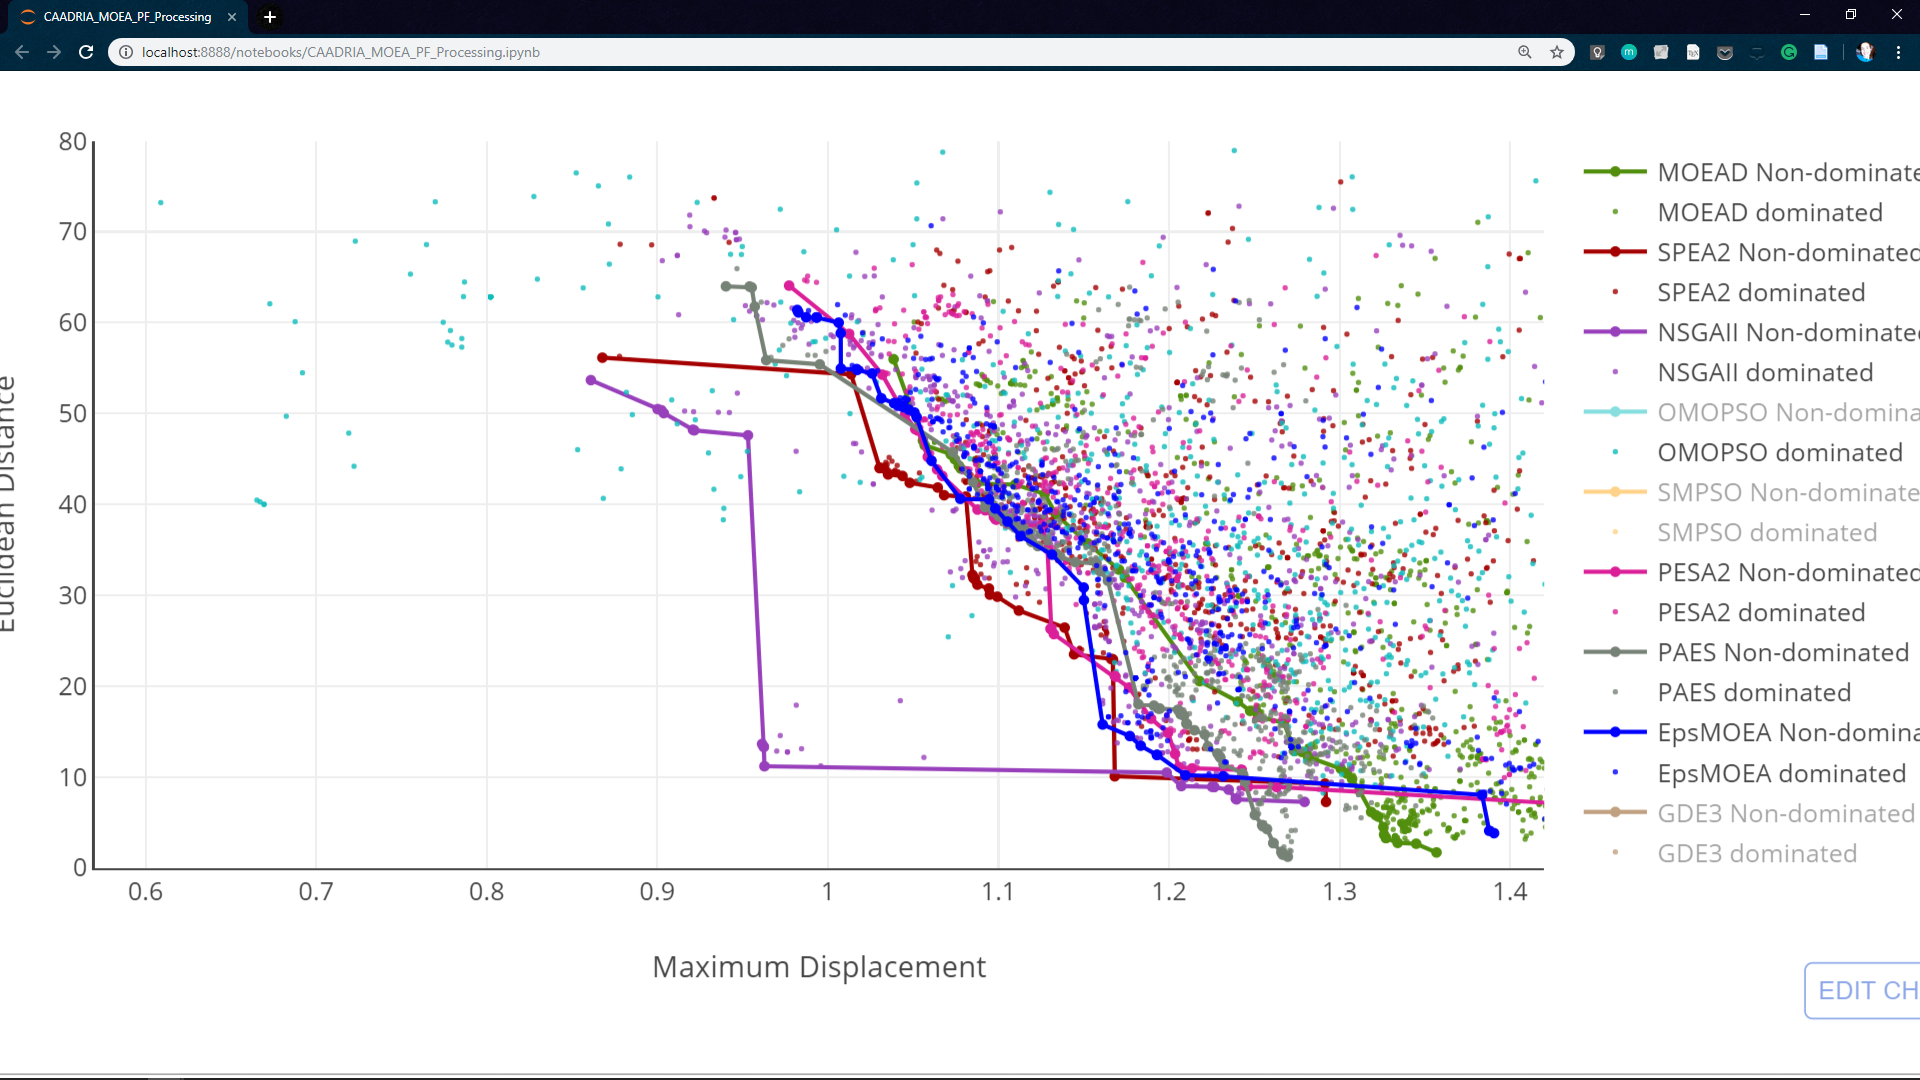 CAADRIA_MOEA_PF_Processing
localhost:8888/notebooks/CAADRIA_MOEA_PF_Processing.ipynb
80
70
60
50
40
30
20
10
0
Euclidean Distance
0.6 0.7 0.8 0.9 1 1.1 1.2 1.3 1.4
Maximum Displacement
MOEAD Non-dominate
MOEAD dominated
SPEA2 Non-dominated
SPEA2 dominated
NSGAII Non-dominated
NSGAII dominated
OMOPSO Non-domina
OMOPSO dominated
SMPSO Non-dominate
SMPSO dominated
PESA2 Non-dominated
PESA2 dominated
PAES Non-dominated
PAES dominated
EpsMOEA Non-domina
EpsMOEA dominated
GDE3 Non-dominated
GDE3 dominated
EDIT CH